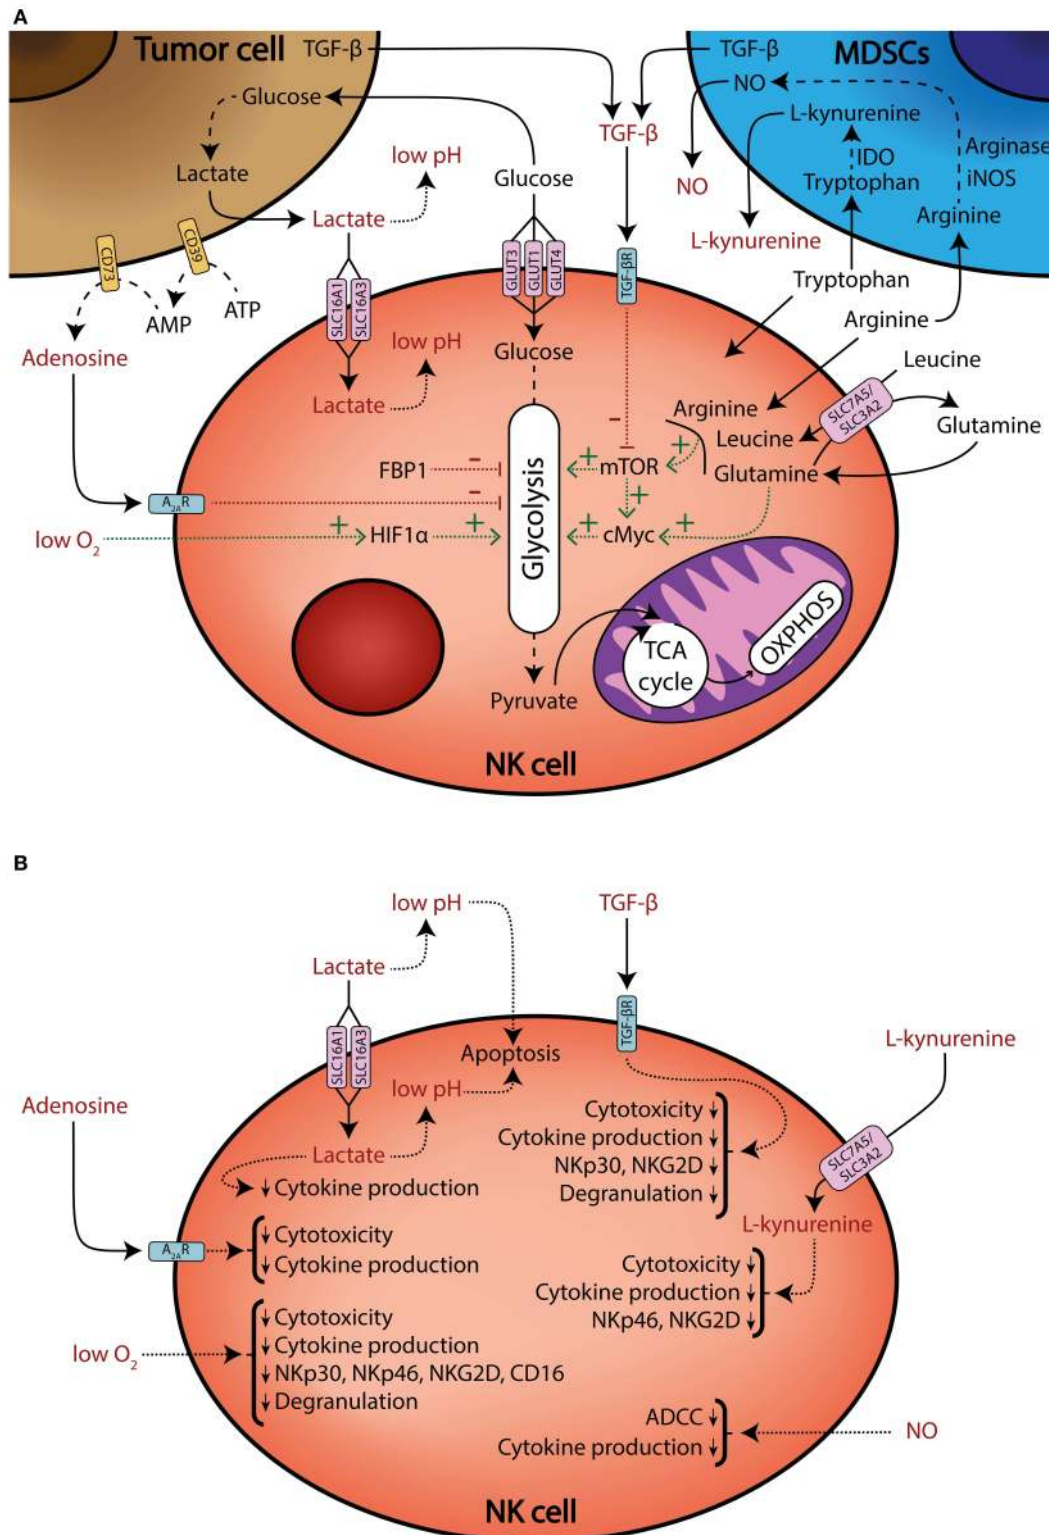 A
Tumor cell
TGF-β
TGF-β
MDSCs
Glucose
NO
L-kynurenine
TGF-β
Arginase
iNOS
IDO
low pH
Lactate
Glucose
Tryptophan
NO
Arginine
Lactate
L-kynurenine
CD39
CD73
SLC16A1
SLC16A3
GLUT3
GLUT1
GLUT4
TGF-βR
Tryptophan
ATP
AMP
Arginine
Adenosine
low pH
Glucose
Leucine
SLC7A5/
SLC3A2
Lactate
Arginine
Glutamine
Leucine
-
-
+
+
FBP1
mTOR
Glutamine
A2AR
-
+
low O2
+
HIF1α
+
Glycolysis
+
cMyc
+
TCA
cycle
OXPHOS
Pyruvate
NK cell
B
low pH
TGF-β
Lactate
SLC16A1
SLC16A3
TGF-βR
Apoptosis
L-kynurenine
low pH
Adenosine
Cytotoxicity ↓
Cytokine production ↓
NKp30, NKG2D ↓
Degranulation ↓
SLC7A5/
SLC3A2
Lactate
↓ Cytokine production
L-kynurenine
A2AR
↓ Cytotoxicity
↓ Cytokine production
Cytotoxicity ↓
Cytokine production ↓
NKp46, NKG2D ↓
low O2
↓ Cytotoxicity
↓ Cytokine production
↓ NKp30, NKp46, NKG2D, CD16
↓ Degranulation
ADCC ↓
Cytokine production ↓
NO
NK cell